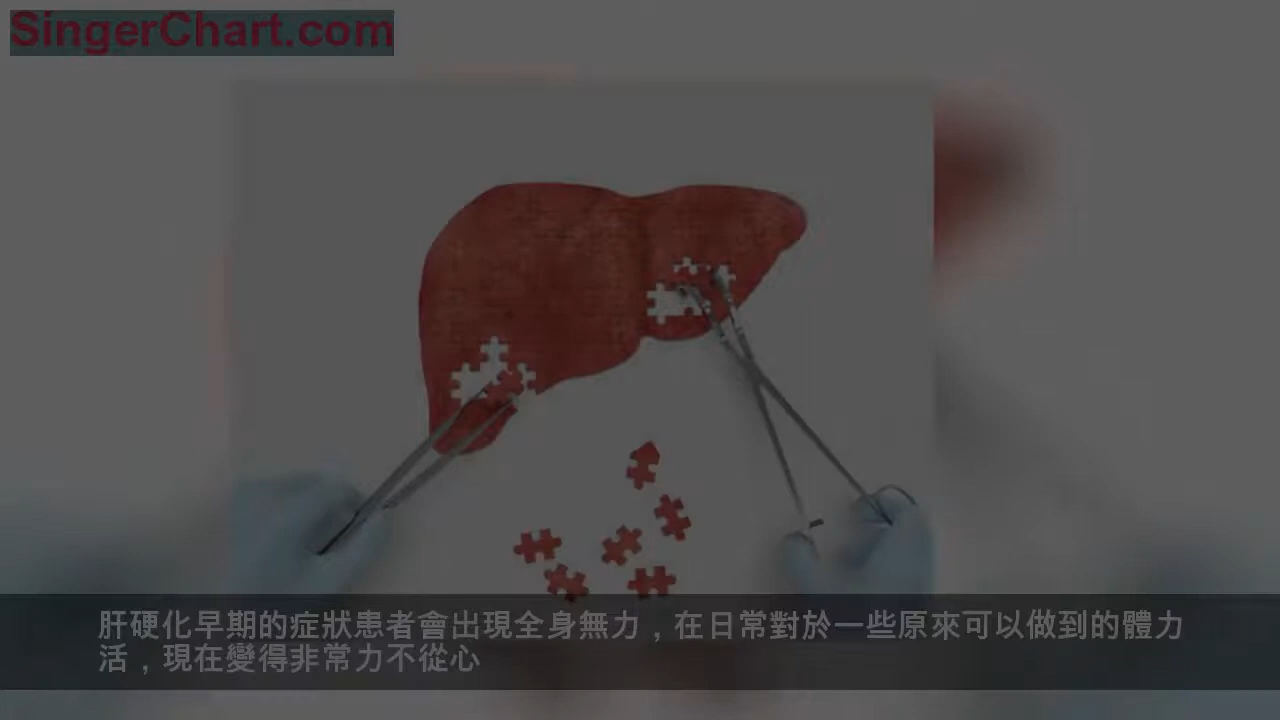 SingerChart.com
肝硬化早期的症狀患者會出現全身無力，在日常對於一些原來可以做到的體力
活，現在變得非常力不從心